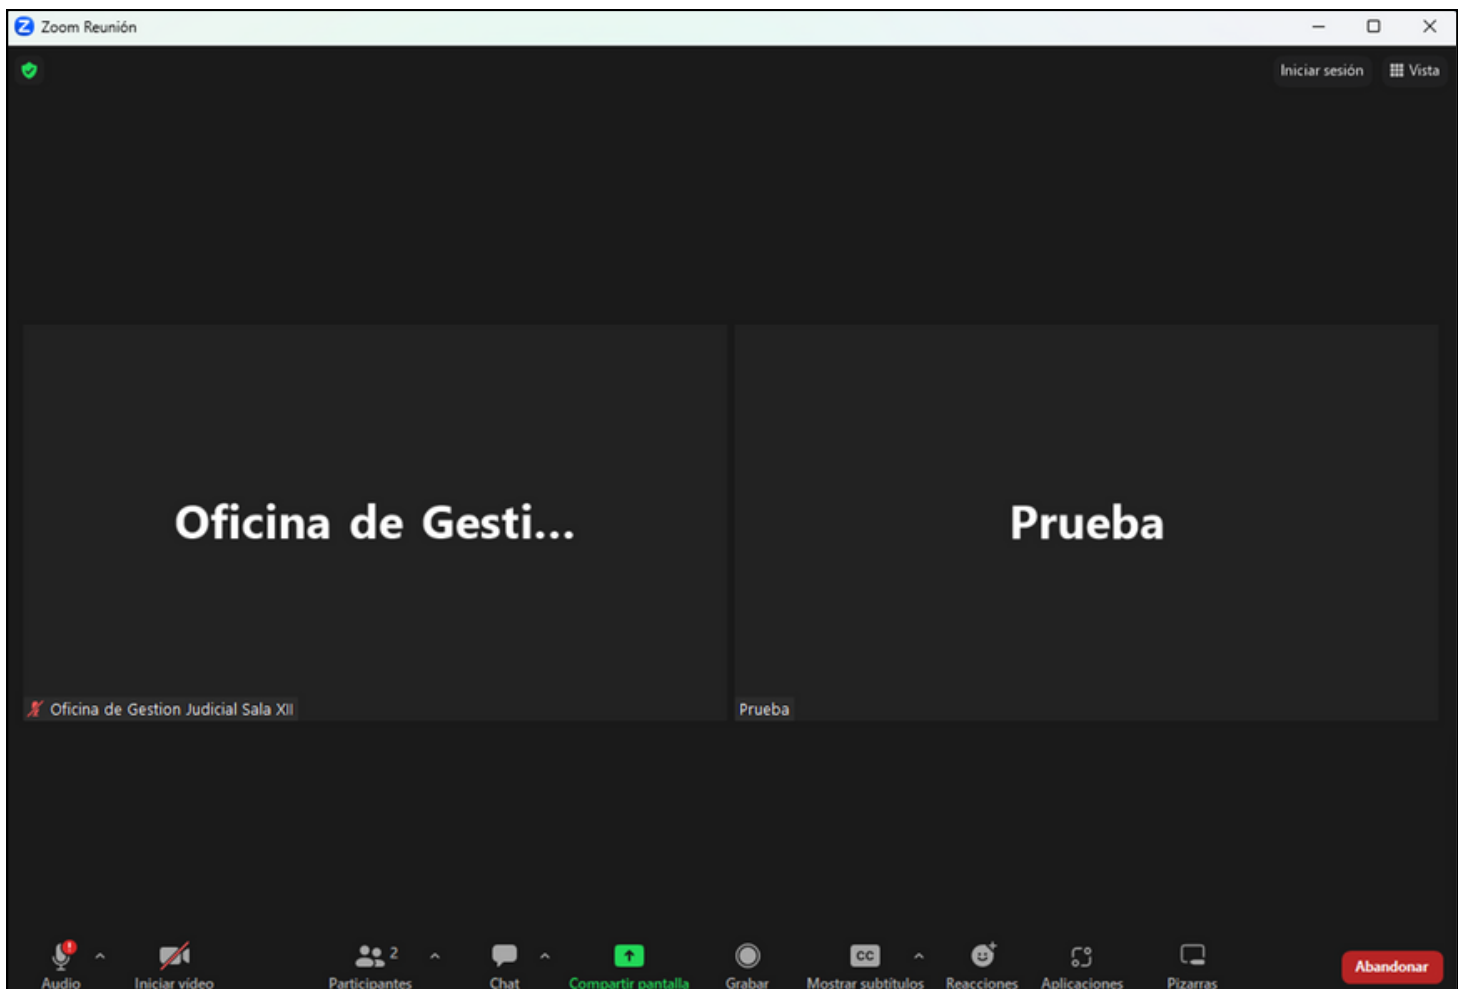 Zoom Reunión
Iniciar sesión Vista
Oficina de Gesti...
Prueba
Oficina de Gestion Judicial Sala XII
Prueba
2
CC
Audio Iniciar vídeo Participantes Chat Compartir pantalla Grabar Mostrar subtítulos Reacciones Aplicaciones Pizarras Abandonar